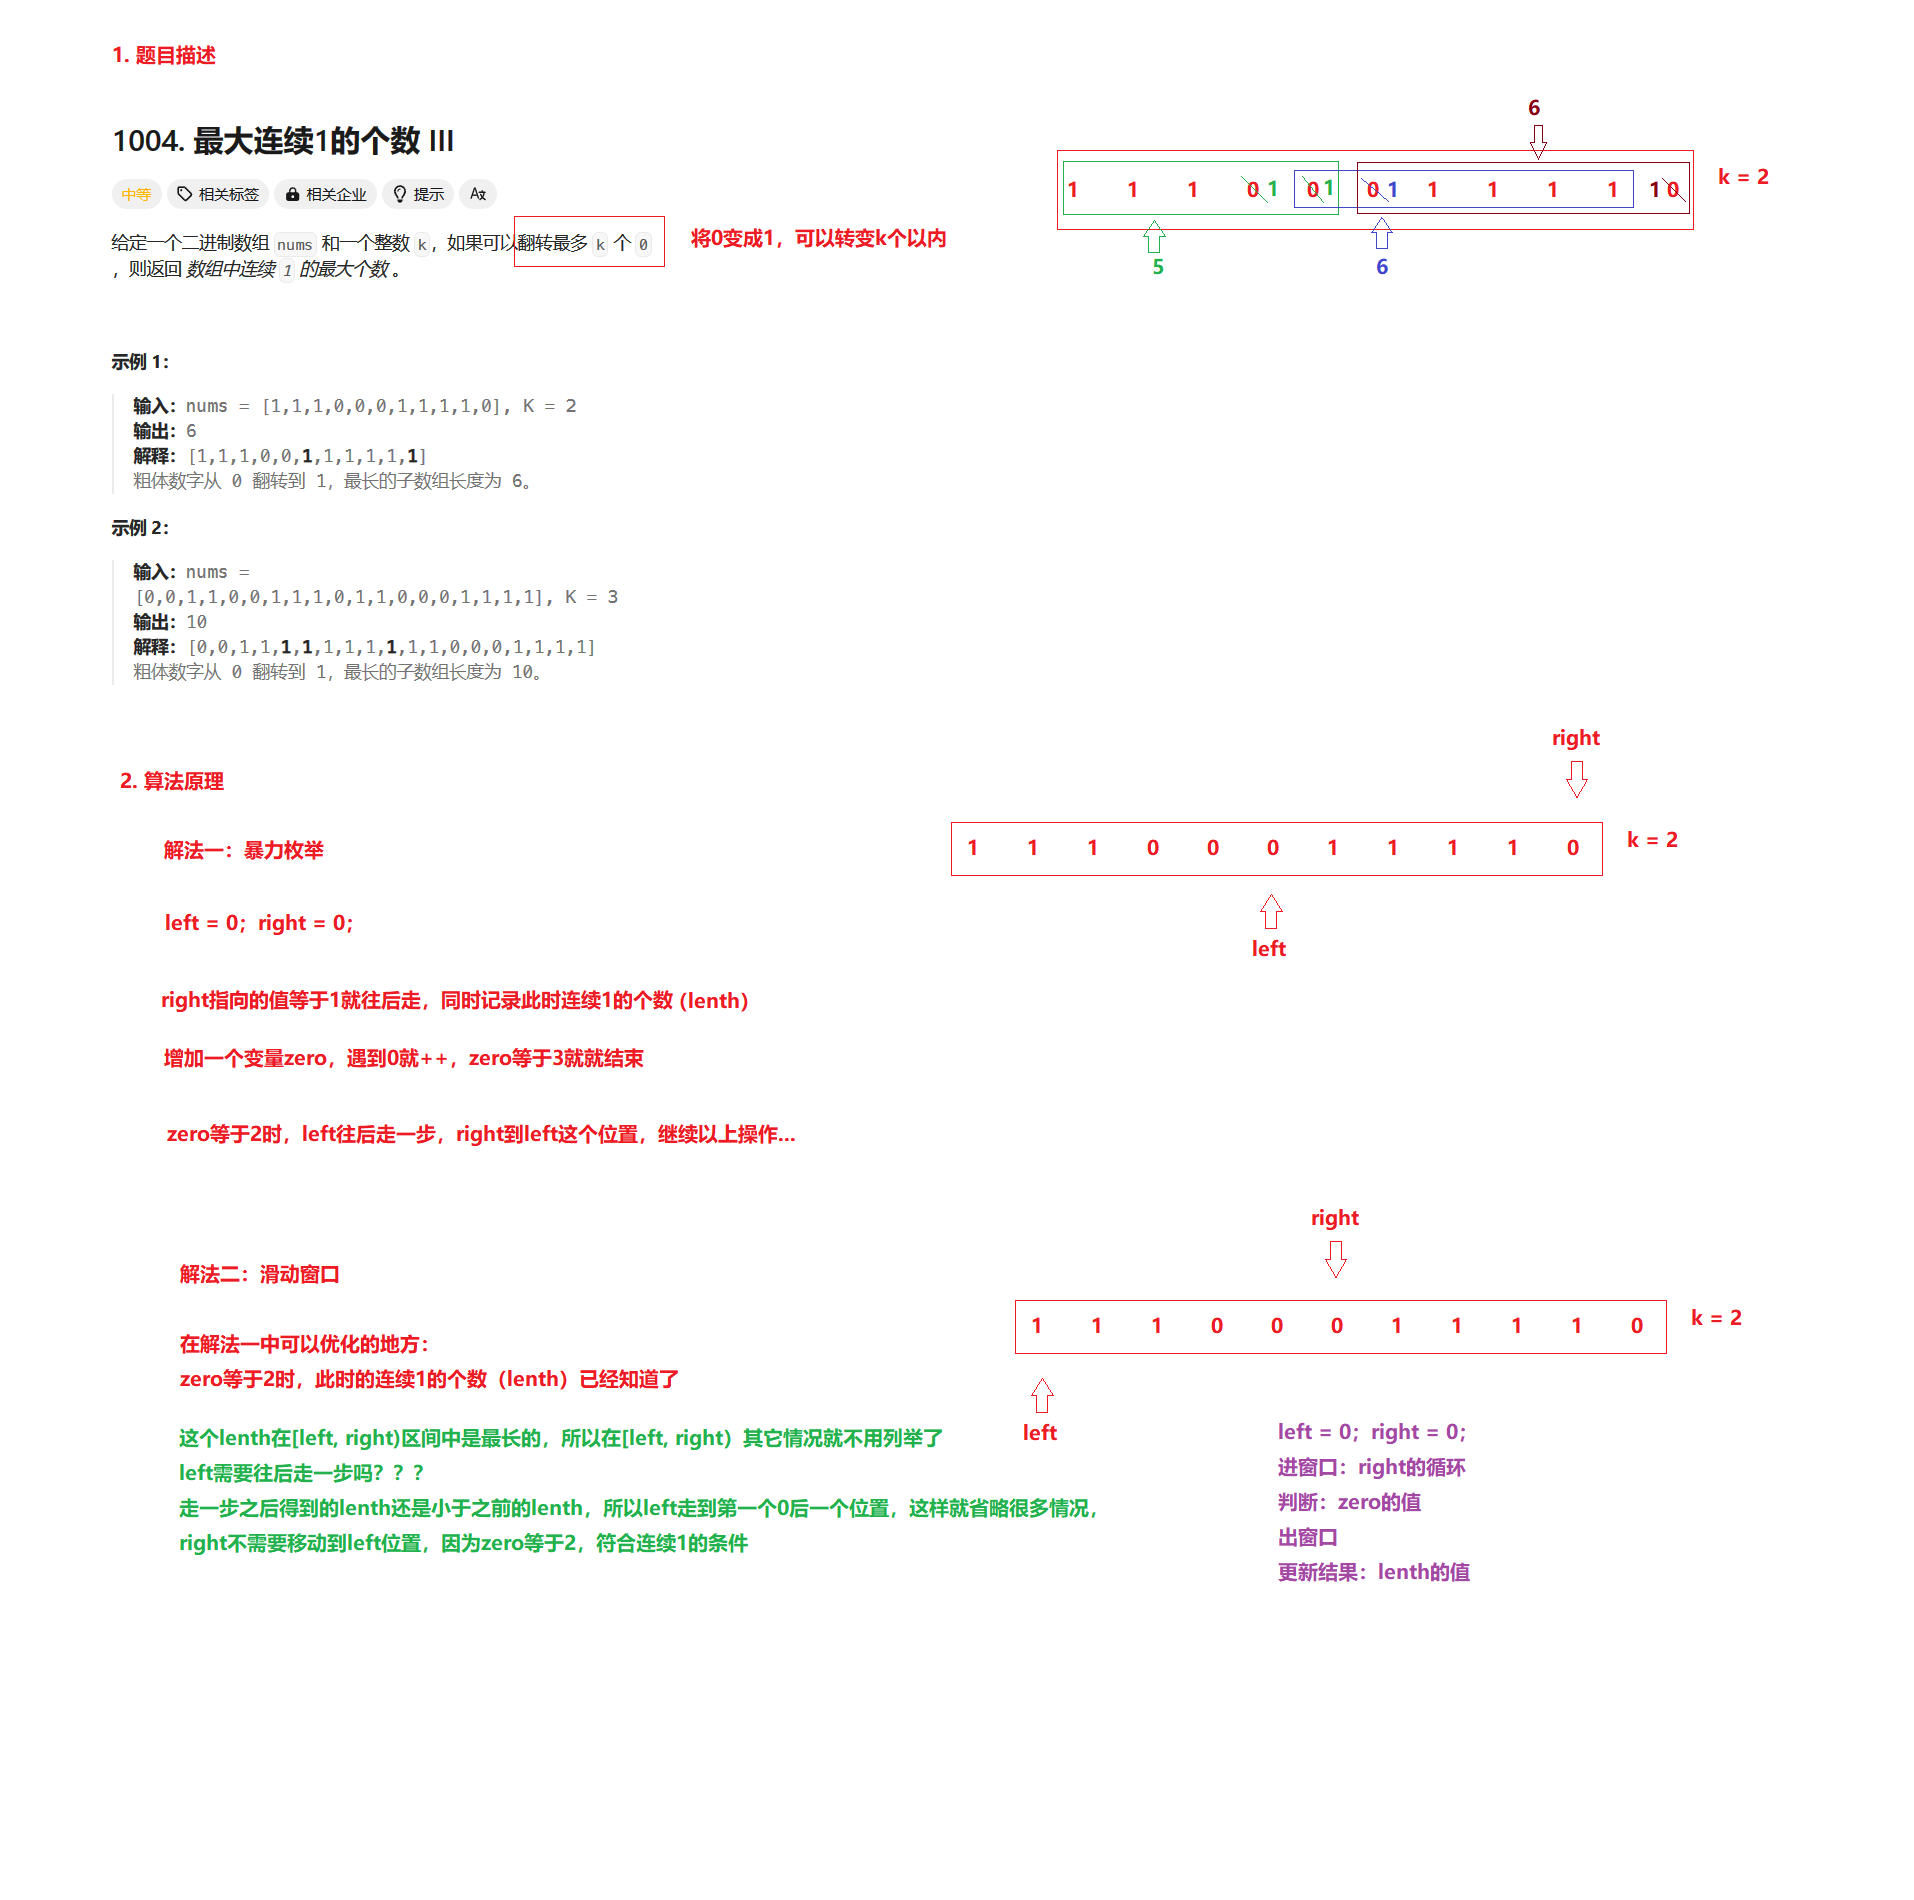 1. 题目描述
1004. 最大连续1的个数 III
中等 相关标签 相关企业 提示
给定一个二进制数组 nums 和一个整数 k，如果可以翻转最多 k 个 0
，则返回 数组中连续 1 的最大个数 。
将0变成1，可以转变k个以内
6
1 1 1 0 1 0 1 0 1 1 1 1 1 1 0
k = 2
5
6
示例 1：
输入：nums = [1,1,1,0,0,0,1,1,1,1,0], K = 2
输出：6
解释：[1,1,1,0,0,1,1,1,1,1,1]
粗体数字从 0 翻转到 1，最长的子数组长度为 6。
示例 2：
输入：nums =
[0,0,1,1,0,0,1,1,1,0,1,1,0,0,0,1,1,1,1], K = 3
输出：10
解释：[0,0,1,1,1,1,1,1,1,1,1,1,0,0,0,1,1,1,1]
粗体数字从 0 翻转到 1，最长的子数组长度为 10。
2. 算法原理
right
1 1 1 0 0 0 1 1 1 1 0
k = 2
left
解法一：暴力枚举
left = 0；right = 0；
right指向的值等于1就往后走，同时记录此时连续1的个数 (lenth）
增加一个变量zero，遇到0就++，zero等于3就就结束
zero等于2时，left往后走一步，right到left这个位置，继续以上操作...
解法二：滑动窗口
right
1 1 1 0 0 0 1 1 1 1 0
k = 2
left
在解法一中可以优化的地方：
zero等于2时，此时的连续1的个数（lenth）已经知道了
这个lenth在[left, right)区间中是最长的，所以在[left, right）其它情况就不用列举了
left需要往后走一步吗？？？
走一步之后得到的lenth还是小于之前的lenth，所以left走到第一个0后一个位置，这样就省略很多情况，
right不需要移动到left位置，因为zero等于2，符合连续1的条件
left = 0；right = 0；
进窗口：right的循环
判断：zero的值
出窗口
更新结果：lenth的值